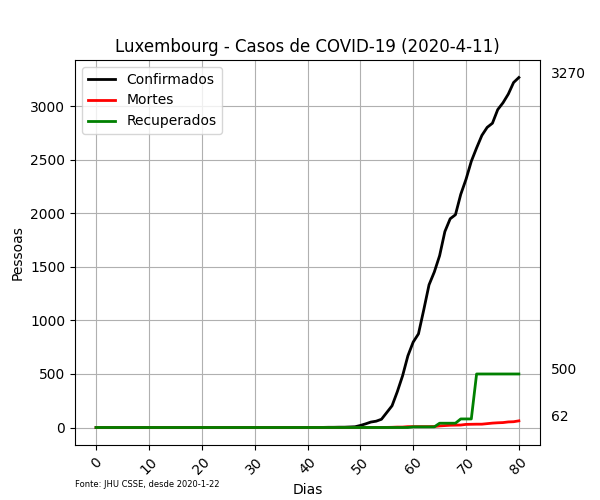 Luxembourg - Casos de COVID-19 (2020-4-11)
Confirmados
Mortes
Recuperados
3270
500
62
3000
2500
2000
1500
1000
500
0
Pessoas
0 10 20 30 40 50 60 70 80
Dias
Fonte: JHU CSSE, desde 2020-1-22